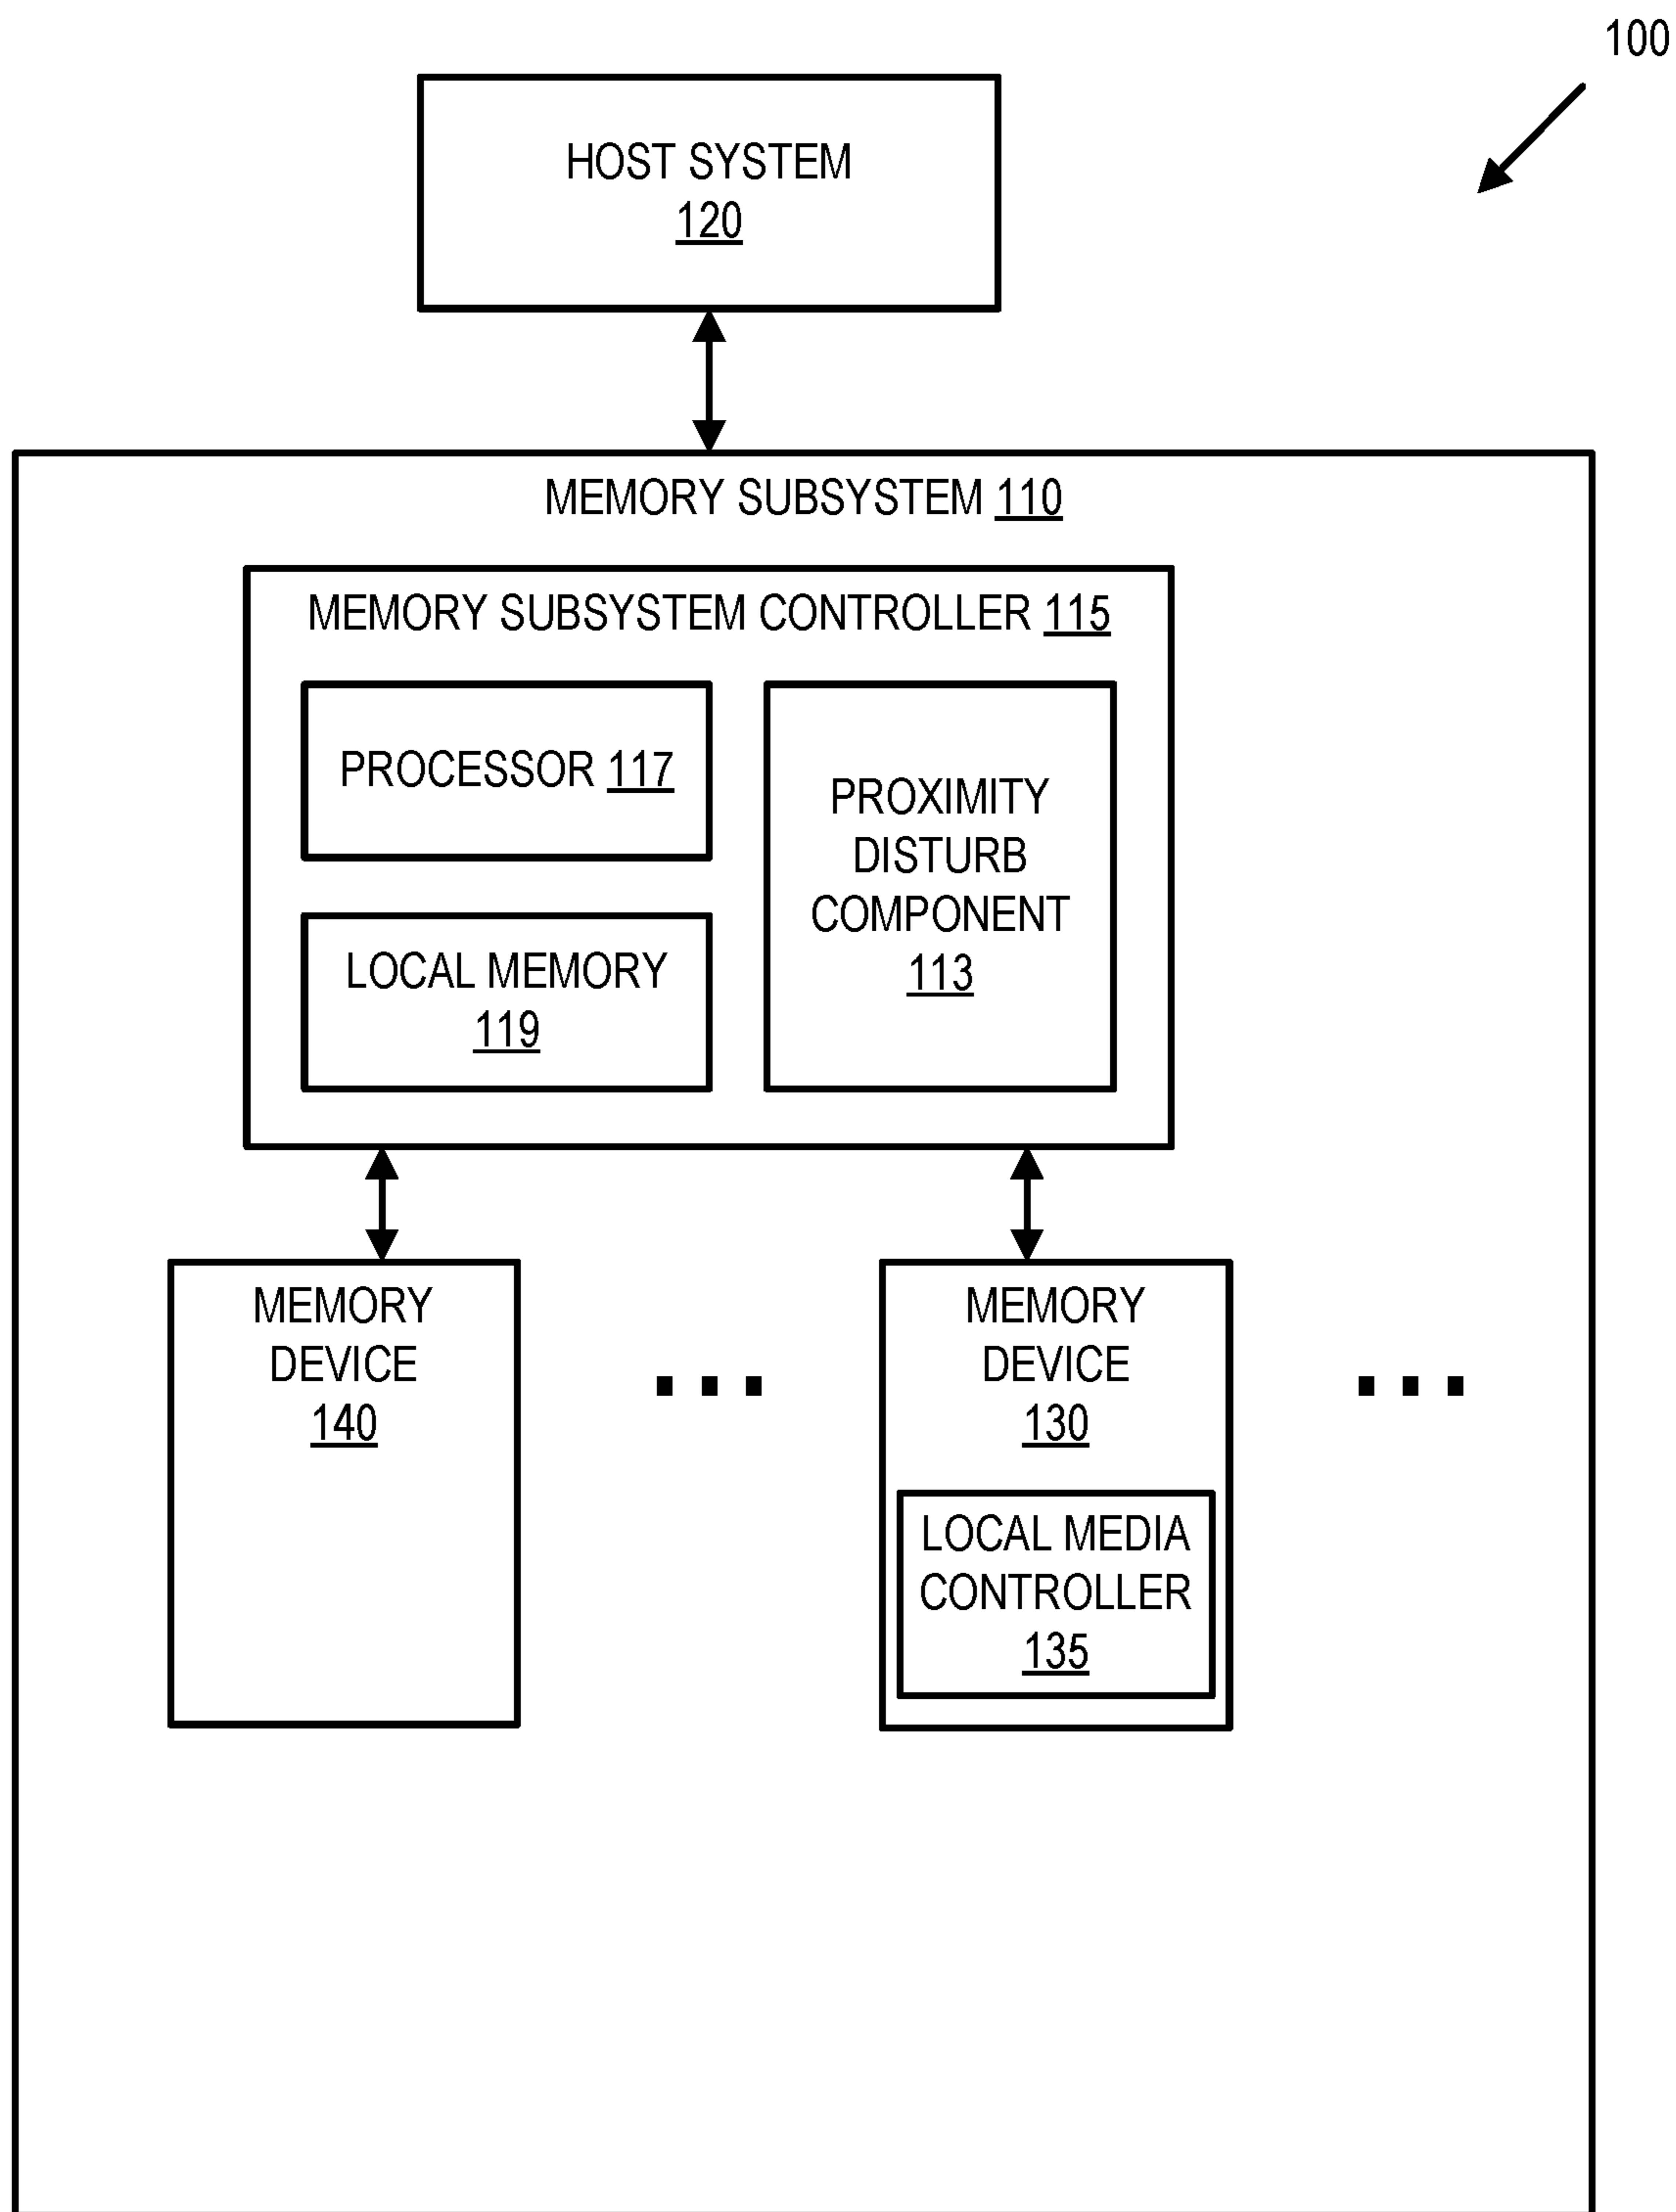 100
HOST SYSTEM
120
MEMORY SUBSYSTEM 110
MEMORY SUBSYSTEM CONTROLLER 115
PROCESSOR 117
LOCAL MEMORY
119
PROXIMITY
DISTURB
COMPONENT
113
MEMORY
DEVICE
140
MEMORY
DEVICE
130
LOCAL MEDIA
CONTROLLER
135